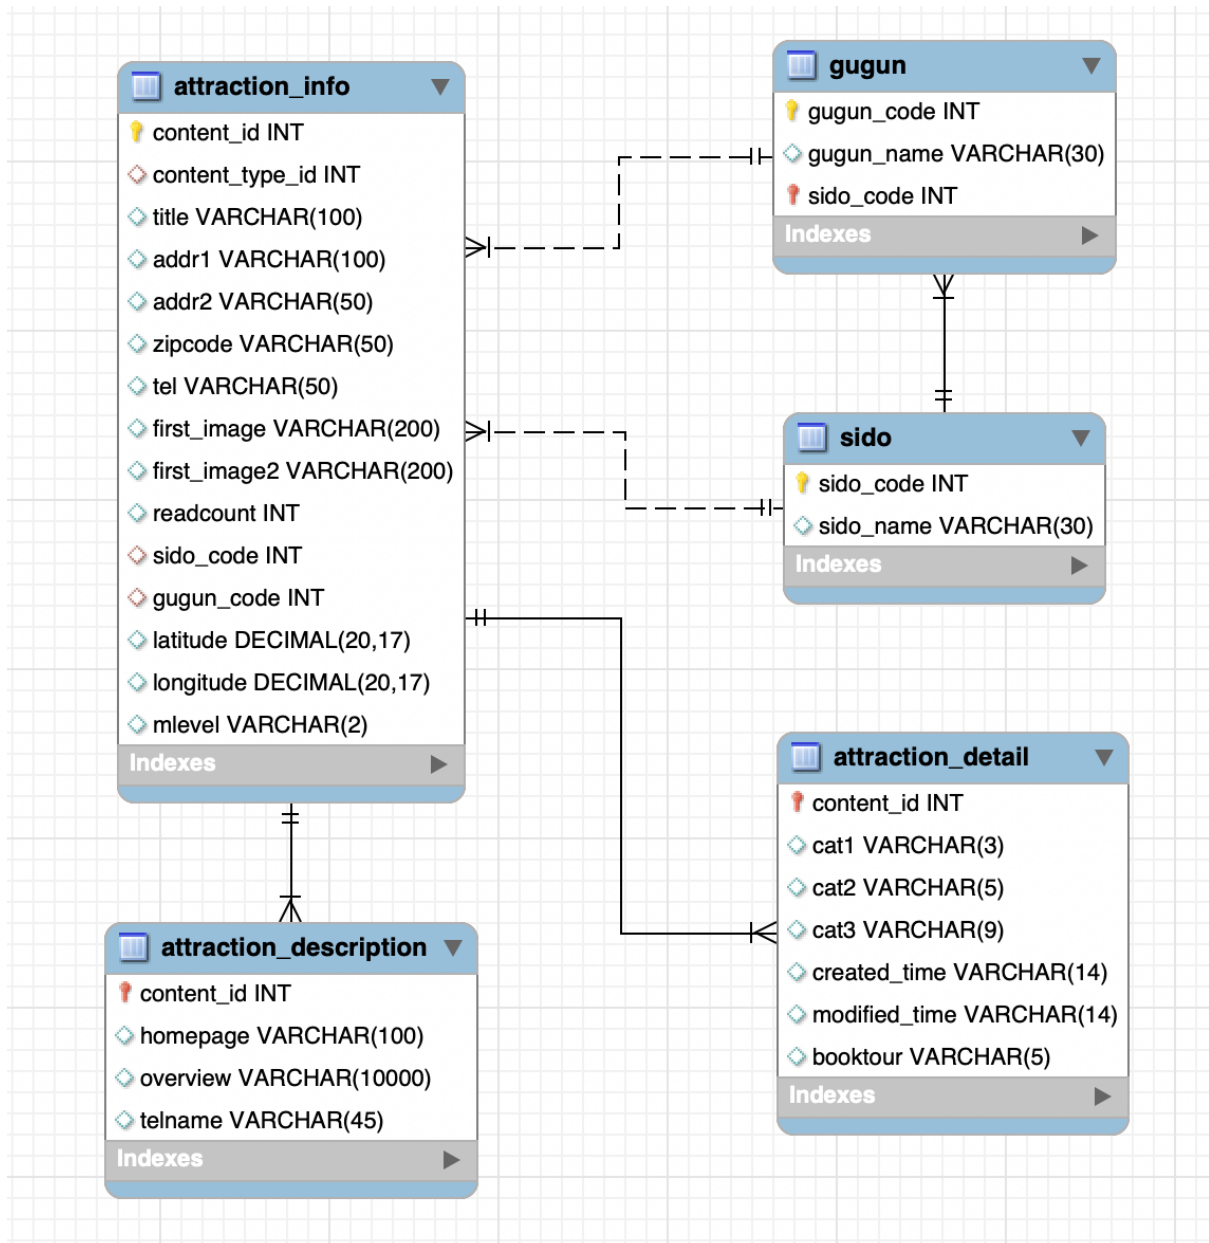 attraction_info
content_id INT
content_type_id INT
title VARCHAR(100)
addr1 VARCHAR(100)
addr2 VARCHAR(50)
zipcode VARCHAR(50)
tel VARCHAR(50)
first_image VARCHAR(200)
first_image2 VARCHAR(200)
readcount INT
sido_code INT
gugun_code INT
latitude DECIMAL(20,17)
longitude DECIMAL(20,17)
mlevel VARCHAR(2)
Indexes
gugun
gugun_code INT
gugun_name VARCHAR(30)
sido_code INT
Indexes
sido
sido_code INT
sido_name VARCHAR(30)
Indexes
attraction_detail
content_id INT
cat1 VARCHAR(3)
cat2 VARCHAR(5)
cat3 VARCHAR(9)
created_time VARCHAR(14)
modified_time VARCHAR(14)
booktour VARCHAR(5)
Indexes
attraction_description
content_id INT
homepage VARCHAR(100)
overview VARCHAR(10000)
telname VARCHAR(45)
Indexes